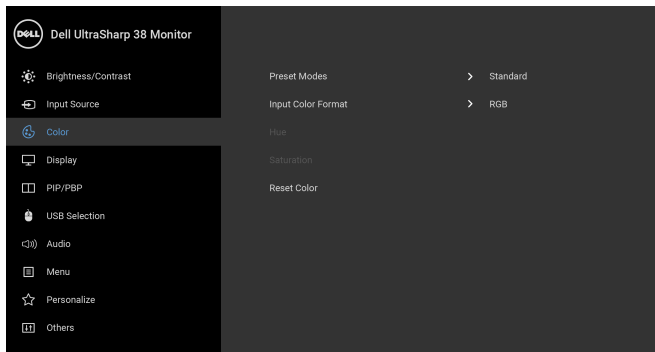 DELL Dell UltraSharp 38 Monitor
Brightness/Contrast Preset Modes Standard
Input Source Input Color Format RGB
Color Hue
Display Saturation
PIP/PBP Reset Color
USB Selection
Audio
Menu
Personalize
Others